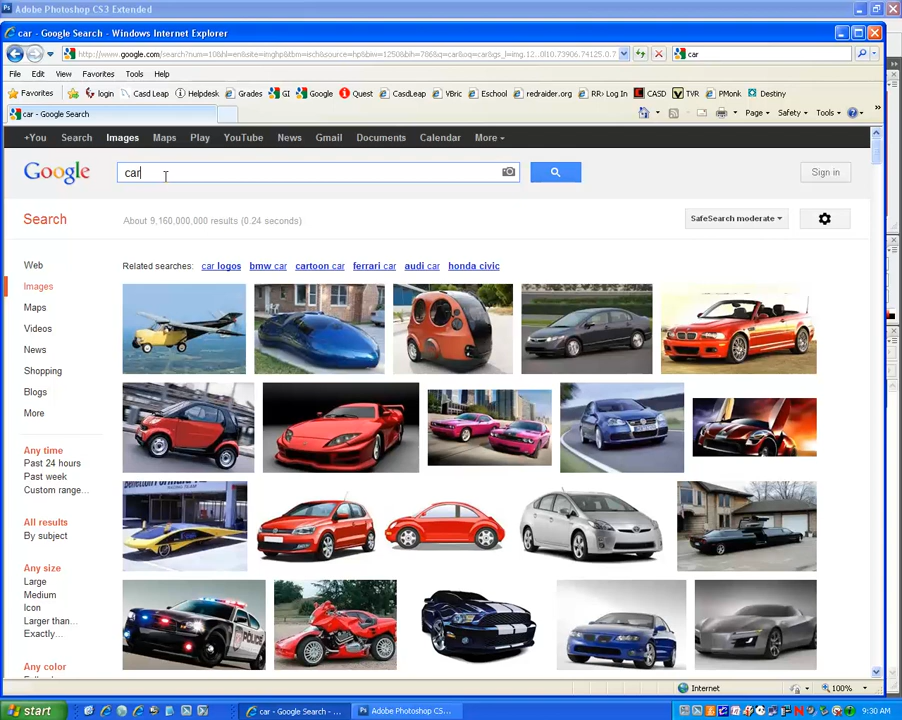 Adobe Photoshop CS3 Extended
car - Google Search - Windows Internet Explorer
car
File Edit View Favorites Tools Help
Favorites login Casd Leap Helpdesk Grades GI Google Quest CasdLeap VBric Eschool redraider.org RR> Log In CASD TVR PMonk Destiny
car - Google Search
Page Safety Tools
+You Search Images Maps Play YouTube News Gmail Documents Calendar More
Google
car
Sign in
Search
About 9,160,000,000 results (0.24 seconds)
SafeSearch moderate
Web
Related searches: car logos bmw car cartoon car ferrari car audi car honda civic
Images
Maps
Videos
News
Shopping
Blogs
More
Any time
Past 24 hours
Past week
Custom range...
All results
By subject
Any size
Large
Medium
Icon
Larger than...
Exactly...
Any color
POLICE
Internet
100%
start
car - Google Search - ...
Adobe Photoshop CS...
9:30 AM